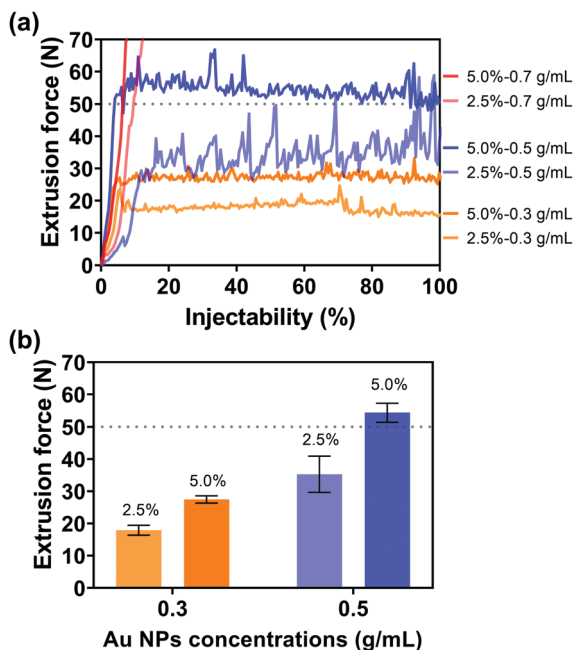 (a)
Extrusion force (N)
70
60
50
40
30
20
10
0
0 20 40 60 80 100
Injectability (%)
5.0%-0.7 g/mL
2.5%-0.7 g/mL
5.0%-0.5 g/mL
2.5%-0.5 g/mL
5.0%-0.3 g/mL
2.5%-0.3 g/mL
(b)
Extrusion force (N)
70
60
50
40
30
20
10
0
2.5%
5.0%
2.5%
5.0%
0.3 0.5
Au NPs concentrations (g/mL)